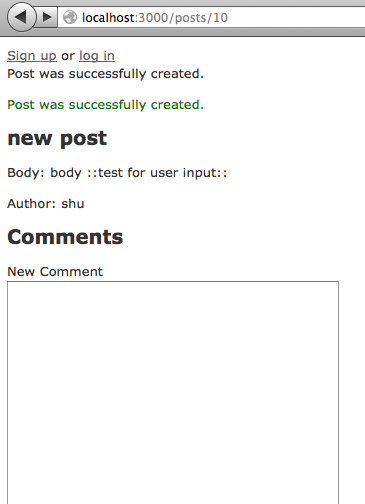 localhost:3000/posts/10
Sign up or log in
Post was successfully created.
Post was successfully created.
new post
Body: body ::test for user input::
Author: shu
Comments
New Comment